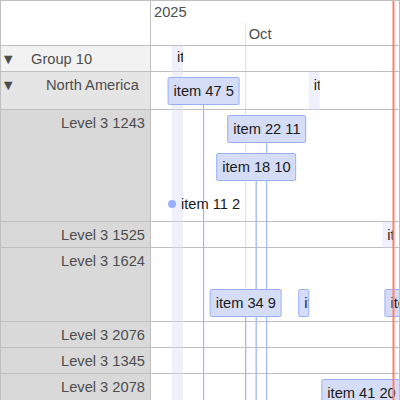 2025
Oct
▼ Group 10
it
▼ North America
item 47 5
it
Level 3 1243
item 22 11
item 18 10
item 11 2
Level 3 1525
it
Level 3 1624
item 34 9
i
it
Level 3 2076
Level 3 1345
Level 3 2078
item 41 20